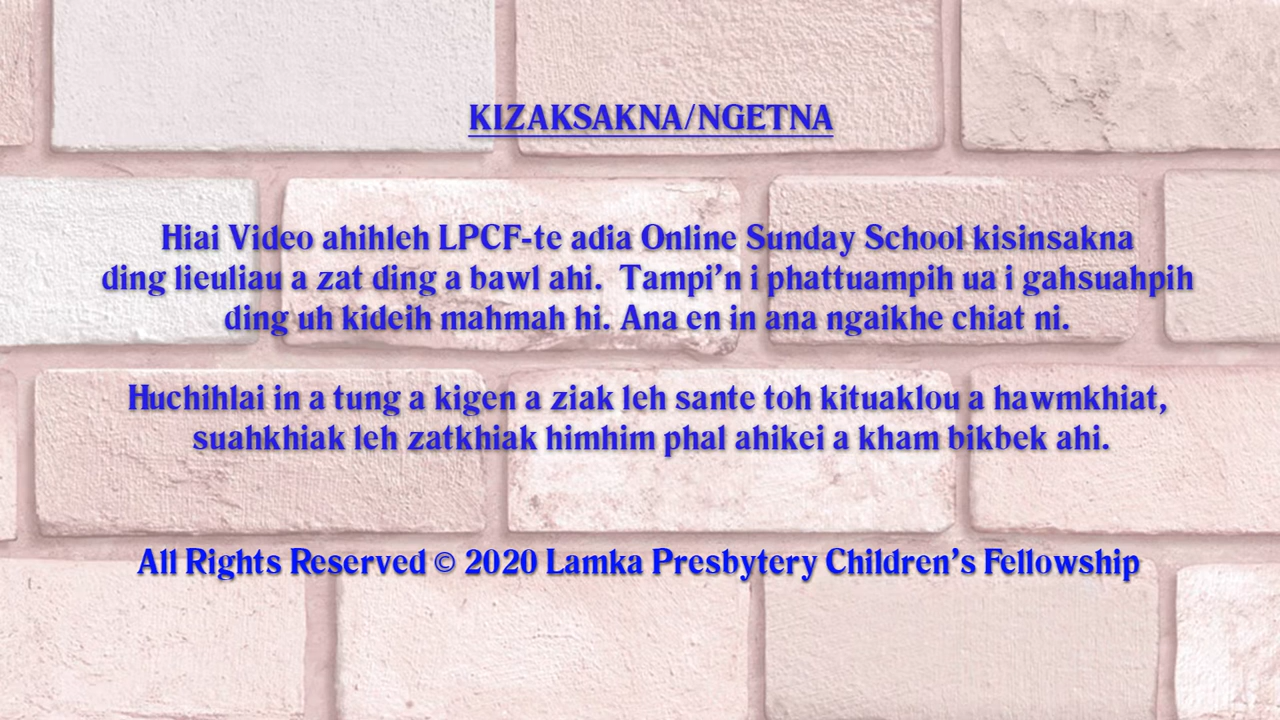 KIZAKSAKNA/NGETNA
Hiai Video ahihleh LPCF-te adia Online Sunday School kisinsakna
ding lieuliau a zat ding a bawl ahi.  Tampi'n i phattuampih ua i gahsuahpih
ding uh kideih mahmah hi. Ana en in ana ngaikhe chiat ni.
Huchihlai in a tung a kigen a ziak leh sante toh kituaklou a hawmkhiat,
suahkhiak leh zatkhiak himhim phal ahikei a kham bikbek ahi.
All Rights Reserved © 2020 Lamka Presbytery Children's Fellowship